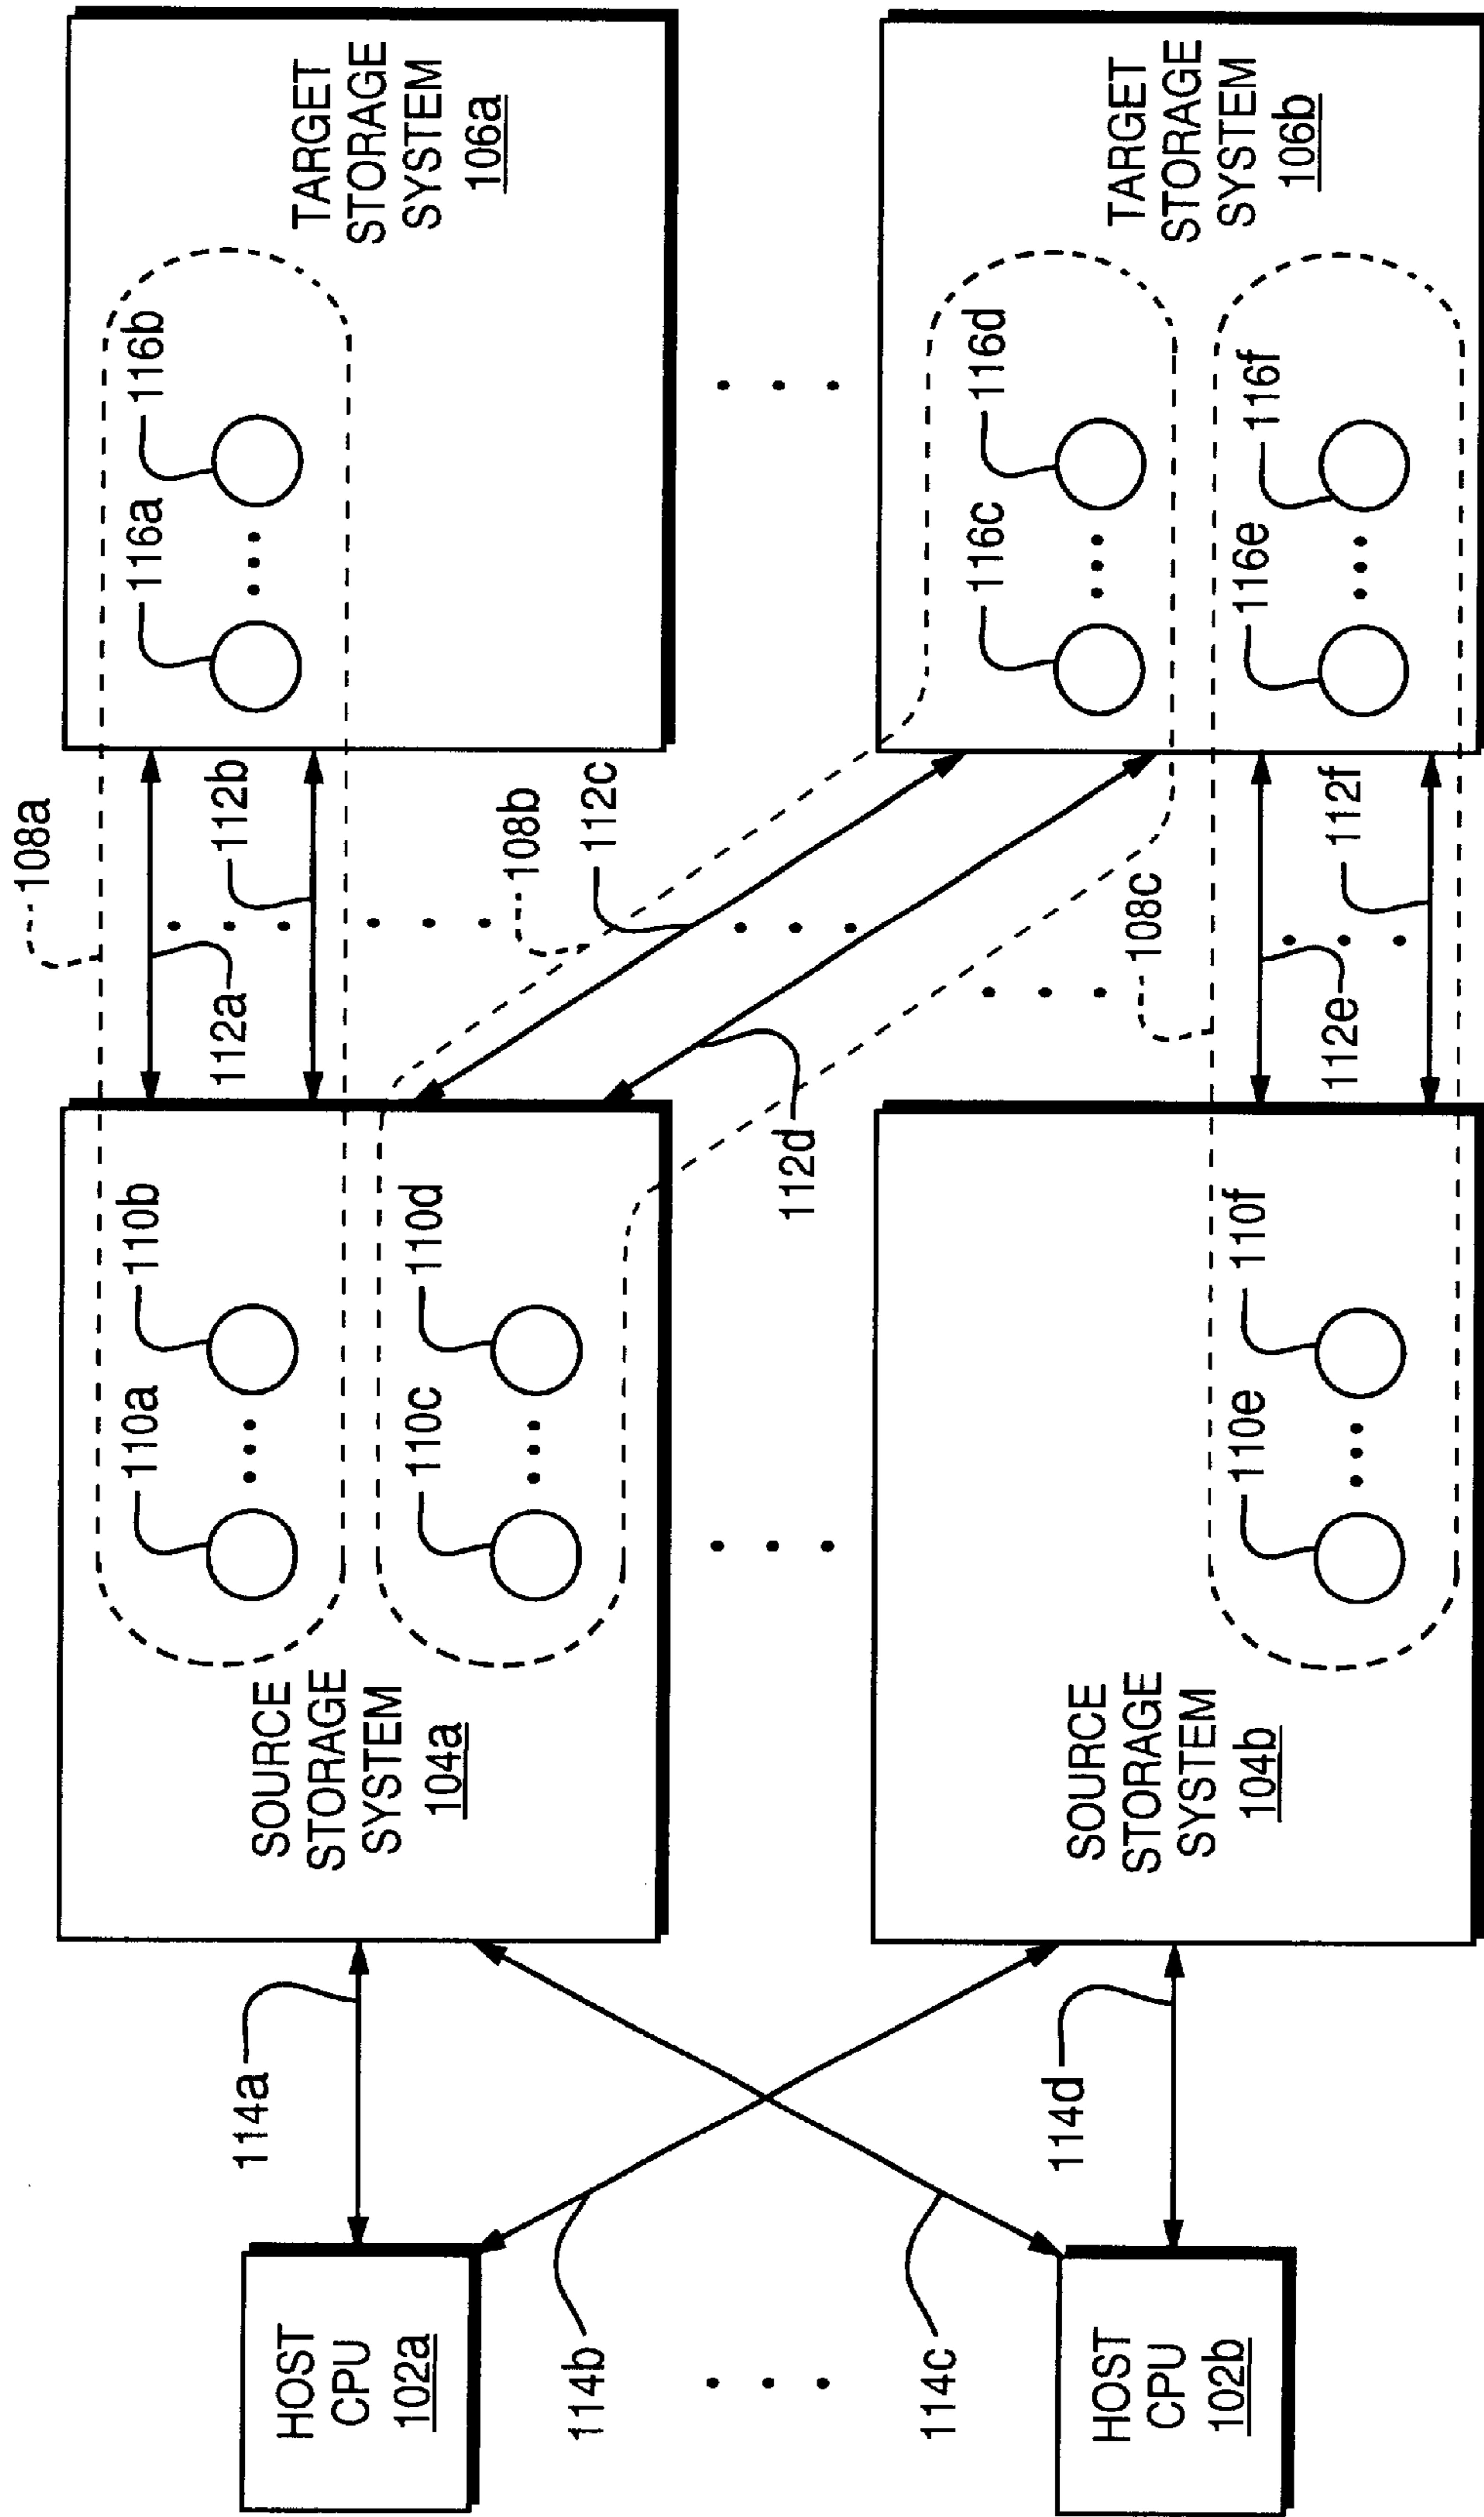 108a
110a
110b
112a
112b
116a
116b
114a
HOST
CPU
102a
SOURCE
STORAGE
SYSTEM
104a
110c
110d
TARGET
STORAGE
SYSTEM
106a
108b
112c
114b
112d
114c
108c
116c
116d
114d
HOST
CPU
102b
SOURCE
STORAGE
SYSTEM
104b
110e
110f
112e
112f
116e
116f
TARGET
STORAGE
SYSTEM
106b